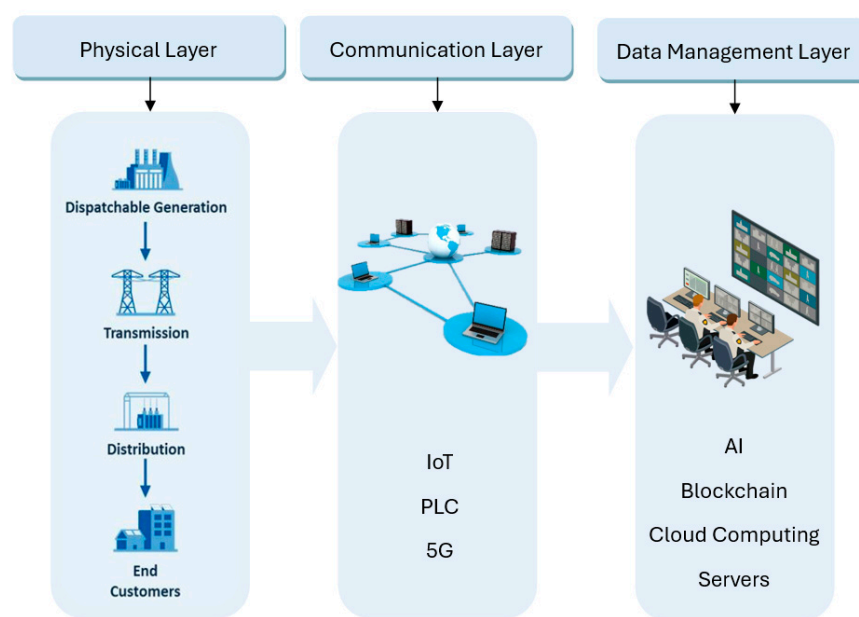 Physical Layer
Communication Layer
Data Management Layer
Dispatchable Generation
Transmission
Distribution
End
Customers
IoT
PLC
5G
AI
Blockchain
Cloud Computing
Servers